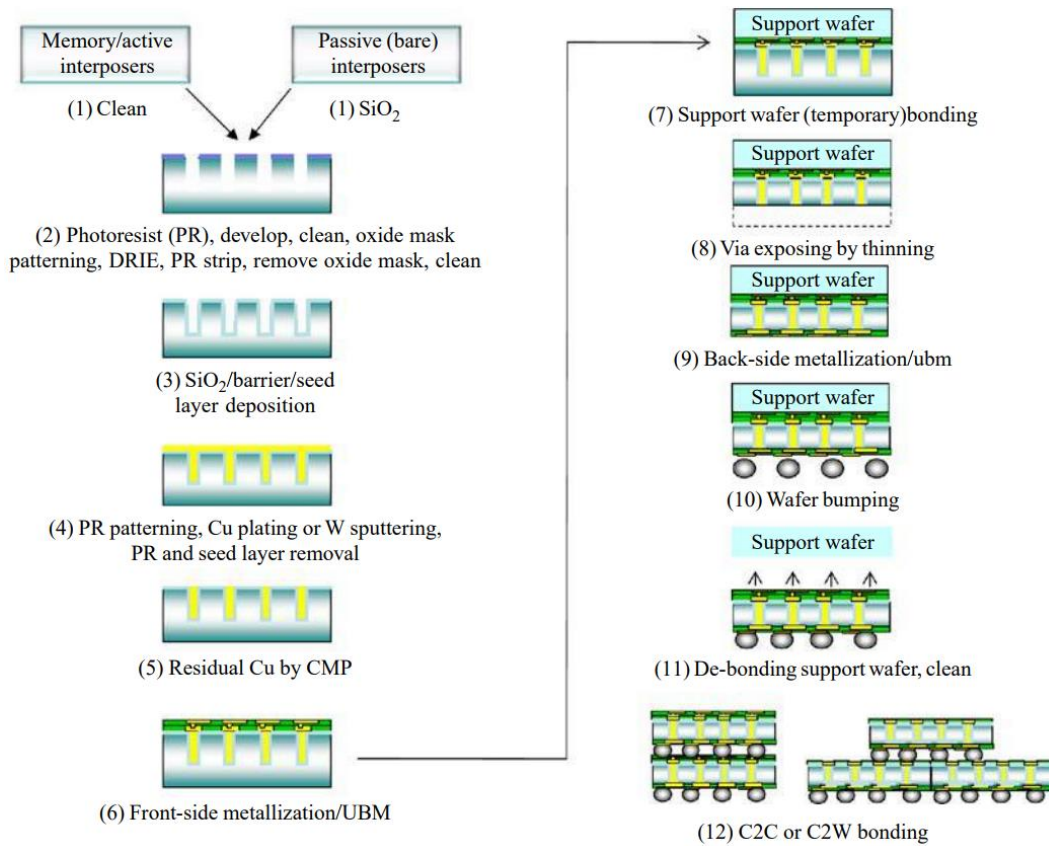 Memory/active
interposers
Passive (bare)
interposers
(1) Clean
(1) SiO₂
(2) Photoresist (PR), develop, clean, oxide mask
patterning, DRIE, PR strip, remove oxide mask, clean
(3) SiO₂/barrier/seed
layer deposition
(4) PR patterning, Cu plating or W sputtering,
PR and seed layer removal
(5) Residual Cu by CMP
(6) Front-side metallization/UBM
Support wafer
(7) Support wafer (temporary)bonding
Support wafer
(8) Via exposing by thinning
Support wafer
(9) Back-side metallization/ubm
Support wafer
(10) Wafer bumping
Support wafer
(11) De-bonding support wafer, clean
(12) C2C or C2W bonding